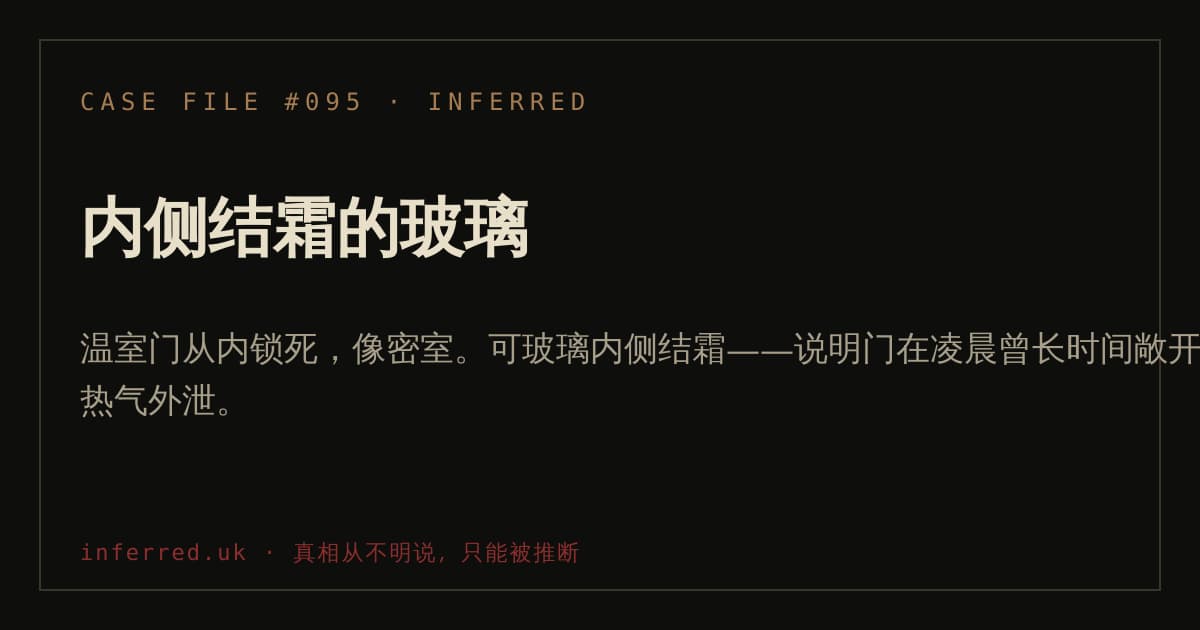 CASE FILE #095 · INFERRED
内侧结霜的玻璃
温室门从内锁死，像密室。可玻璃内侧结霜——说明门在凌晨曾长时间敞开
热气外泄。
inferred.uk · 真相从不明说，只能被推断